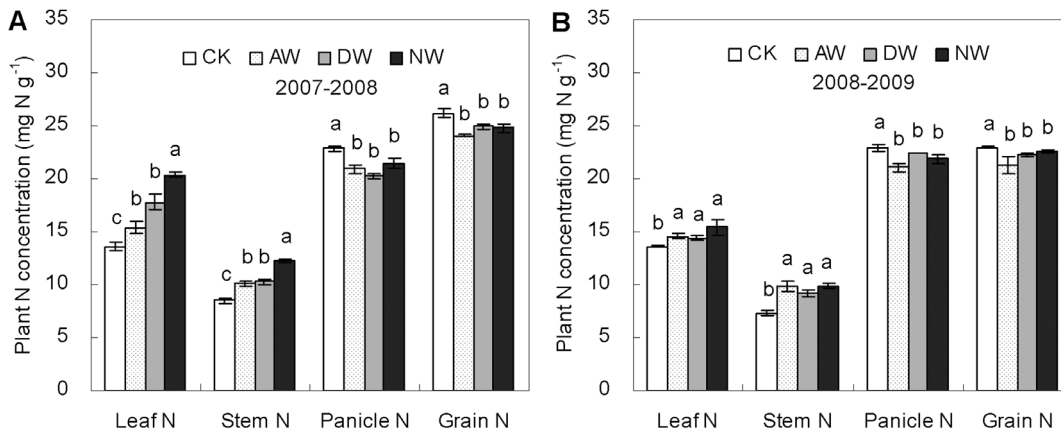 A
Plant N concentration (mg N g-1)
35
30
25
20
15
10
5
0
CK AW DW NW
2007-2008
c b b a
c b b a
a b b b
a b b b
Leaf N Stem N Panicle N Grain N
B
Plant N concentration (mg N g-1)
35
30
25
20
15
10
5
0
CK AW DW NW
2008-2009
b a a a
b a a a
a b b b
a b b b
Leaf N Stem N Panicle N Grain N